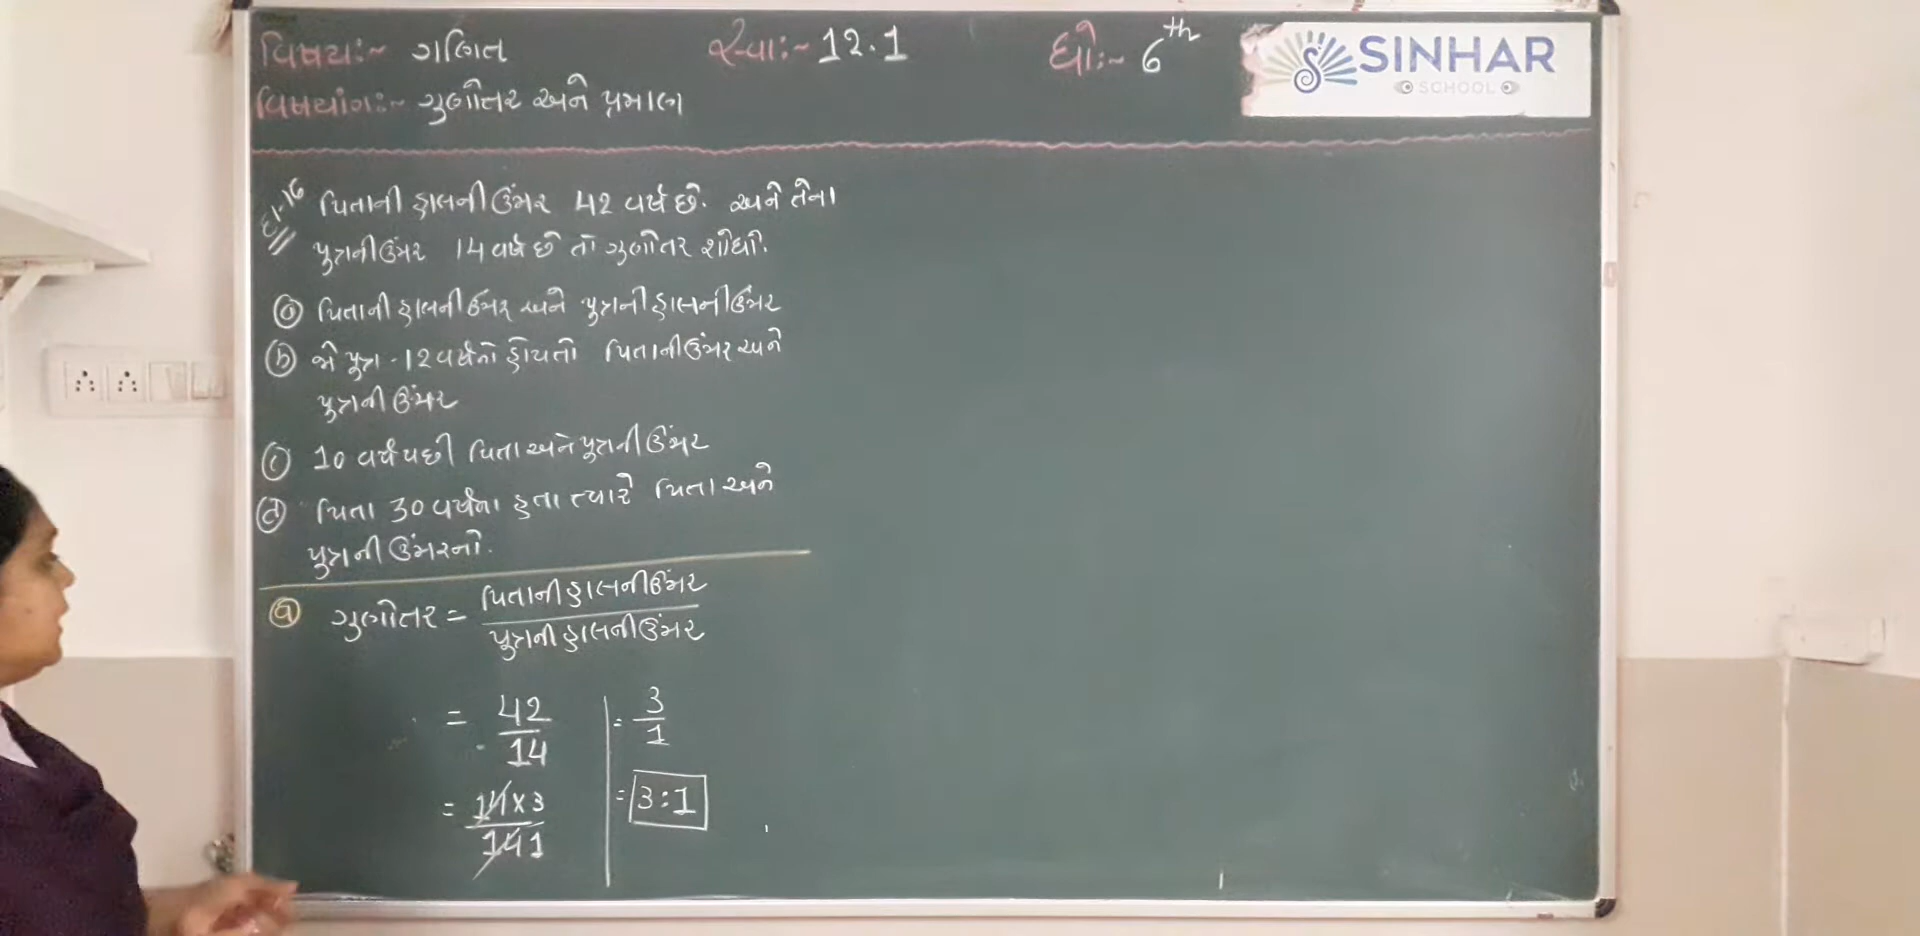 વિષય:- ગણિત
સ્વા:- 12.1
ધો:- 6th
SINHAR
SCHOOL
વિષયાંગ:- ગુણોતર અને પ્રમાણ
દા-16 પિતાની હાલની ઉંમર 42 વર્ષ છે. અને તેના
પુત્રની ઉંમર 14 વર્ષ છે તો ગુણોતર શોધો.
a પિતાની હાલની ઉંમર અને પુત્રની હાલની ઉંમર
b જો પુત્ર -12 વર્ષનો હોયતો પિતાની ઉંમર અને
પુત્રની ઉંમર
c 10 વર્ષ પછી પિતા અને પુત્રની ઉંમર
d પિતા 30 વર્ષના હતા ત્યારે પિતા અને
પુત્રની ઉંમરનો.
a ગુણોતર = પિતાની હાલની ઉંમર
પુત્રની હાલની ઉંમર
= 42
14
= 14 x 3
14 1
= 3
1
= 3:1